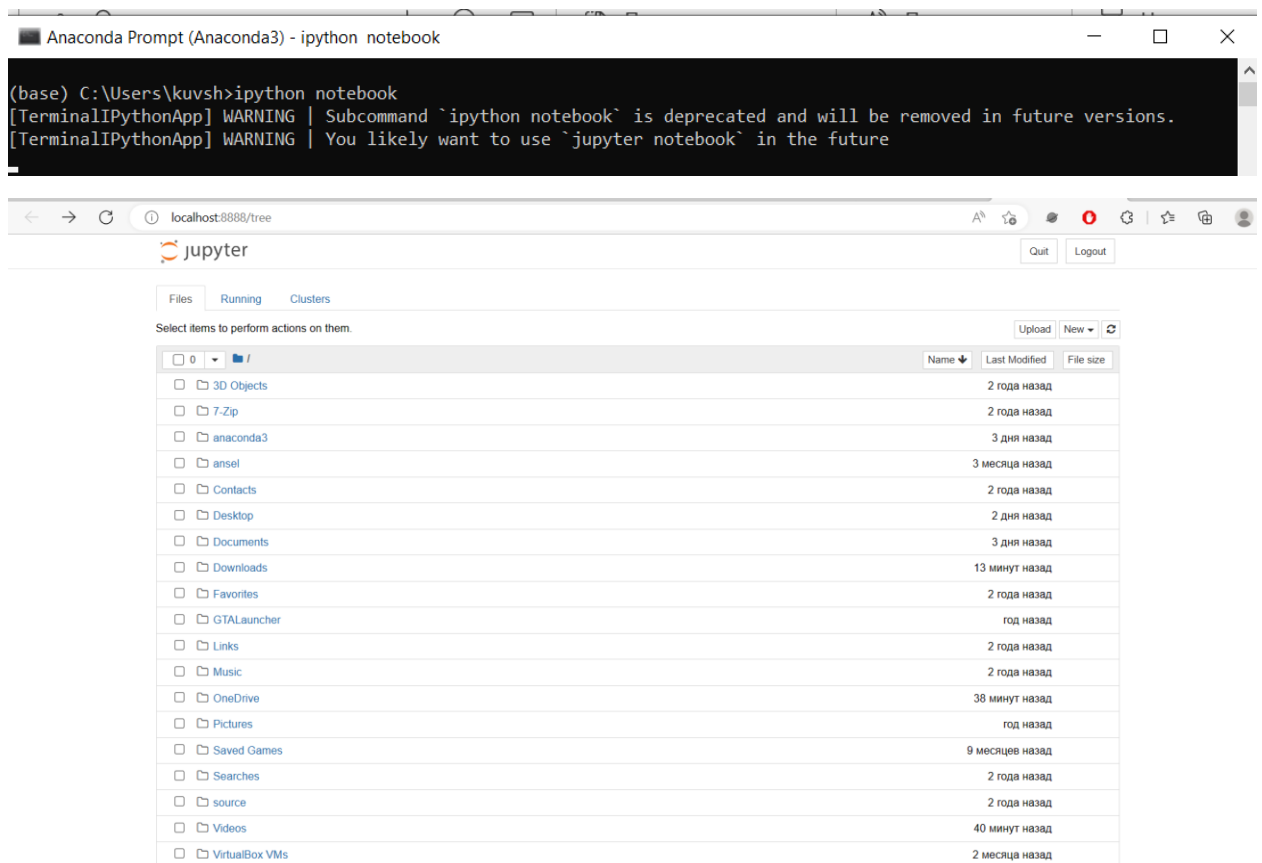 Anaconda Prompt (Anaconda3) - ipython notebook
(base) C:\Users\kuvsh>ipython notebook
[TerminalIPythonApp] WARNING | Subcommand `ipython notebook` is deprecated and will be removed in future versions.
[TerminalIPythonApp] WARNING | You likely want to use `jupyter notebook` in the future
localhost:8888/tree
jupyter Quit Logout
Files Running Clusters
Select items to perform actions on them. Upload New
0 / Name Last Modified File size
3D Objects 2 года назад
7-Zip 2 года назад
anaconda3 3 дня назад
ansel 3 месяца назад
Contacts 2 года назад
Desktop 2 дня назад
Documents 3 дня назад
Downloads 13 минут назад
Favorites 2 года назад
GTALauncher год назад
Links 2 года назад
Music 2 года назад
OneDrive 38 минут назад
Pictures год назад
Saved Games 9 месяцев назад
Searches 2 года назад
source 2 года назад
Videos 40 минут назад
VirtualBox VMs 2 месяца назад